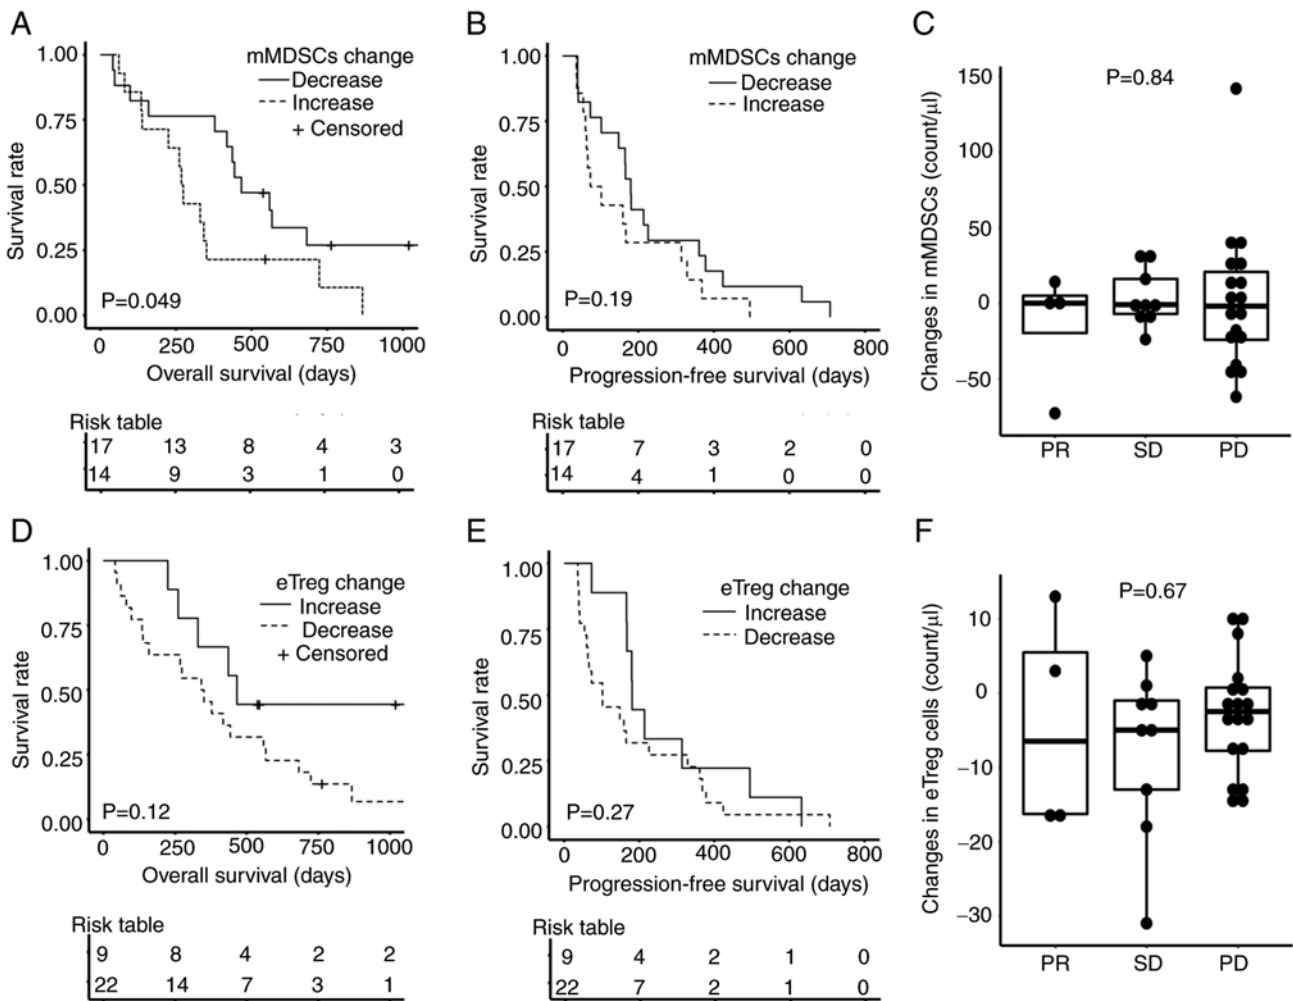 A
mMDSCs change
Decrease
Increase
+ Censored
Survival rate
1.00
0.75
0.50
0.25
0.00
P=0.049
0 250 500 750 1000
Overall survival (days)
Risk table
17 13 8 4 3
14 9 3 1 0
B
mMDSCs change
Decrease
Increase
Survival rate
1.00
0.75
0.50
0.25
0.00
P=0.19
0 200 400 600 800
Progression-free survival (days)
Risk table
17 7 3 2 0
14 4 1 0 0
C
P=0.84
Changes in mMDSCs (count/µl)
150
100
50
0
−50
PR SD PD
D
eTreg change
Increase
Decrease
+ Censored
Survival rate
1.00
0.75
0.50
0.25
0.00
P=0.12
0 250 500 750 1000
Overall survival (days)
Risk table
9 8 4 2 2
22 14 7 3 1
E
eTreg change
Increase
Decrease
Survival rate
1.00
0.75
0.50
0.25
0.00
P=0.27
0 200 400 600 800
Progression-free survival (days)
Risk table
9 4 2 1 0
22 7 2 1 0
F
P=0.67
Changes in eTreg cells (count/µl)
10
0
−10
−20
−30
PR SD PD